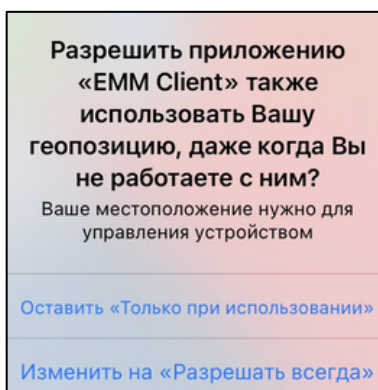 Разрешить приложению
«EMM Client» также
использовать Вашу
геопозицию, даже когда Вы
не работаете с ним?
Ваше местоположение нужно для
управления устройством
Оставить «Только при использовании»
Изменить на «Разрешать всегда»